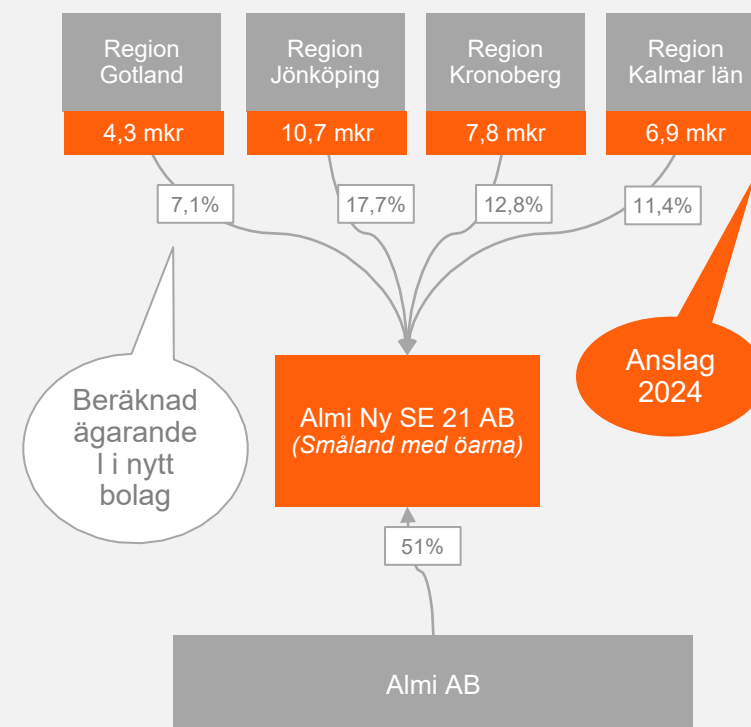 Region
Gotland
Region
Jönköping
Region
Kronoberg
Region
Kalmar län
4,3 mkr
10,7 mkr
7,8 mkr
6,9 mkr
7,1%
17,7%
12,8%
11,4%
Beräknad
ägarande
I i nytt
bolag
Almi Ny SE 21 AB
(Småland med öarna)
Anslag
2024
51%
Almi AB